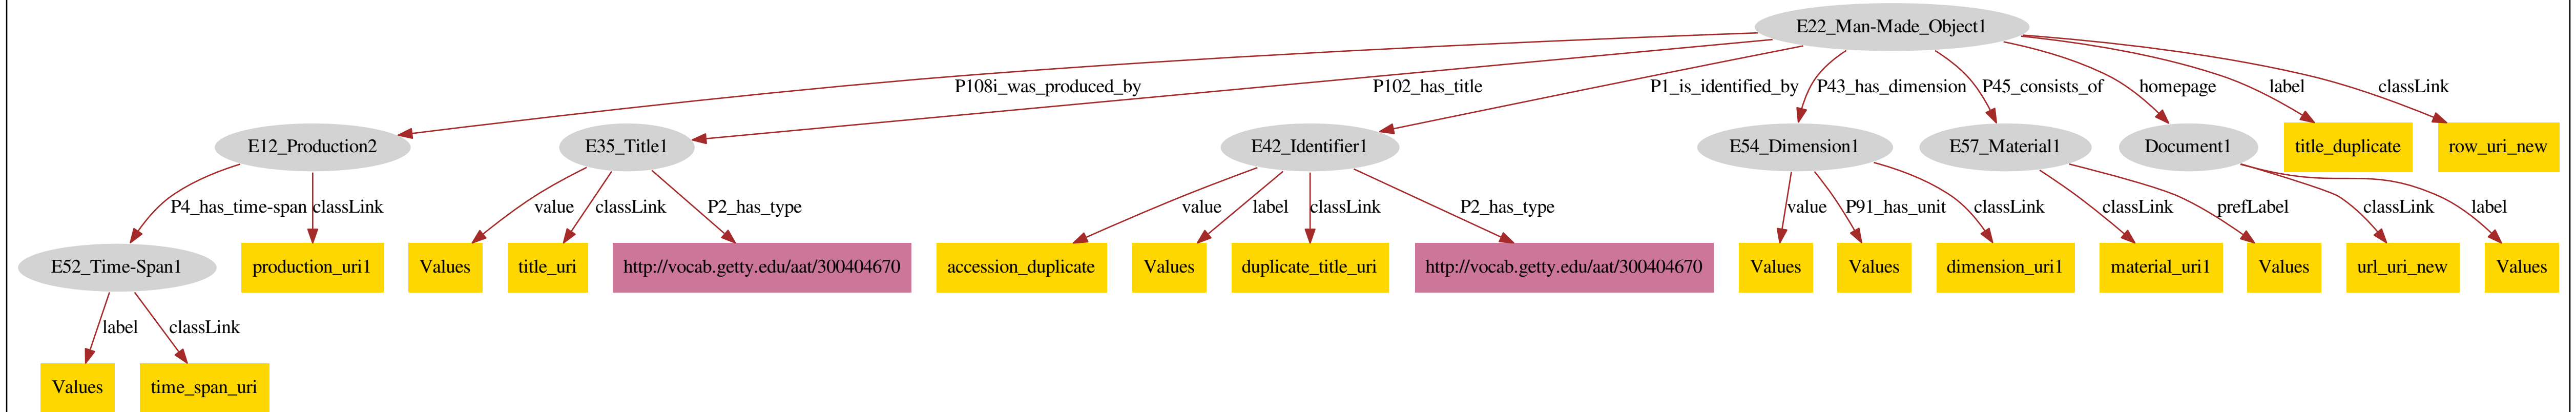 E22_Man-Made_Object1
P108i_was_produced_by
P102_has_title
P1_is_identified_by
P43_has_dimension
P45_consists_of
homepage
label
classLink
E12_Production2
E35_Title1
E42_Identifier1
E54_Dimension1
E57_Material1
Document1
title_duplicate
row_uri_new
P4_has_time-span
classLink
value
classLink
P2_has_type
value
label
classLink
P2_has_type
value
P91_has_unit
classLink
classLink
prefLabel
classLink
label
E52_Time-Span1
production_uri1
Values
title_uri
http://vocab.getty.edu/aat/300404670
accession_duplicate
Values
duplicate_title_uri
http://vocab.getty.edu/aat/300404670
Values
Values
dimension_uri1
material_uri1
Values
url_uri_new
Values
label
classLink
Values
time_span_uri